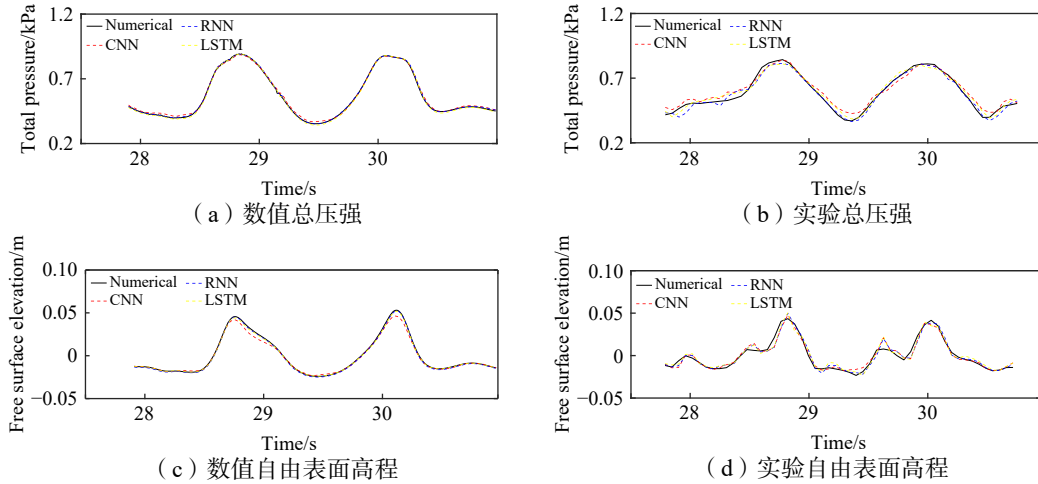 Total pressure/kPa
1.2
0.7
0.2
Numerical
RNN
CNN
LSTM
28
29
30
Time/s
（a）数值总压强
Total pressure/kPa
1.2
0.7
0.2
Numerical
RNN
CNN
LSTM
28
29
30
Time/s
（b）实验总压强
Free surface elevation/m
0.10
0.05
0
−0.05
Numerical
RNN
CNN
LSTM
28
29
30
Time/s
（c）数值自由表面高程
Free surface elevation/m
0.10
0.05
0
−0.05
Numerical
RNN
CNN
LSTM
28
29
30
Time/s
（d）实验自由表面高程